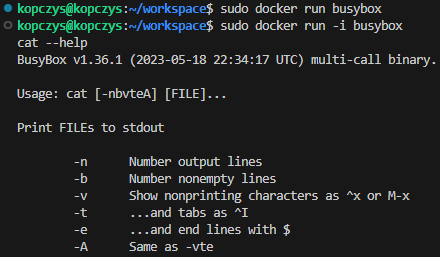 kopczys@kopczys:~/workspace$ sudo docker run busybox
kopczys@kopczys:~/workspace$ sudo docker run -i busybox
cat --help
BusyBox v1.36.1 (2023-05-18 22:34:17 UTC) multi-call binary.
Usage: cat [-nbvteA] [FILE]...
Print FILEs to stdout
-n Number output lines
-b Number nonempty lines
-v Show nonprinting characters as ^x or M-x
-t ...and tabs as ^I
-e ...and end lines with $
-A Same as -vte